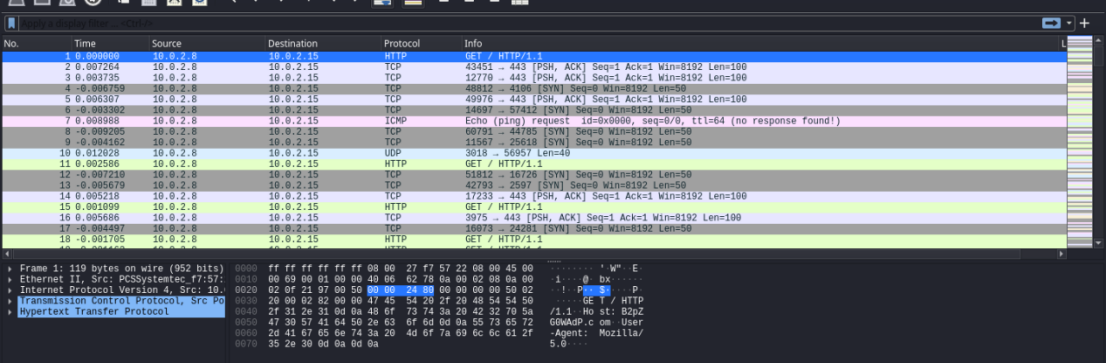 Apply a display filter ... <Ctrl-/>
No. Time Source Destination Protocol Info L
1 0.000000 10.0.2.8 10.0.2.15 HTTP GET / HTTP/1.1
2 0.007264 10.0.2.8 10.0.2.15 TCP 43451 → 443 [PSH, ACK] Seq=1 Ack=1 Win=8192 Len=100
3 0.003735 10.0.2.8 10.0.2.15 TCP 12770 → 443 [PSH, ACK] Seq=1 Ack=1 Win=8192 Len=100
4 -0.006759 10.0.2.8 10.0.2.15 TCP 48812 → 4106 [SYN] Seq=0 Win=8192 Len=50
5 0.006307 10.0.2.8 10.0.2.15 TCP 49976 → 443 [PSH, ACK] Seq=1 Ack=1 Win=8192 Len=100
6 -0.003302 10.0.2.8 10.0.2.15 TCP 14697 → 57412 [SYN] Seq=0 Win=8192 Len=50
7 0.008988 10.0.2.8 10.0.2.15 ICMP Echo (ping) request id=0x0000, seq=0/0, ttl=64 (no response found!)
8 -0.009205 10.0.2.8 10.0.2.15 TCP 60791 → 44785 [SYN] Seq=0 Win=8192 Len=50
9 -0.004162 10.0.2.8 10.0.2.15 TCP 11567 → 25618 [SYN] Seq=0 Win=8192 Len=50
10 0.012028 10.0.2.8 10.0.2.15 UDP 3018 → 56957 Len=40
11 0.002586 10.0.2.8 10.0.2.15 HTTP GET / HTTP/1.1
12 -0.007210 10.0.2.8 10.0.2.15 TCP 51812 → 16726 [SYN] Seq=0 Win=8192 Len=50
13 -0.005679 10.0.2.8 10.0.2.15 TCP 42793 → 2597 [SYN] Seq=0 Win=8192 Len=50
14 0.005218 10.0.2.8 10.0.2.15 TCP 17233 → 443 [PSH, ACK] Seq=1 Ack=1 Win=8192 Len=100
15 0.001099 10.0.2.8 10.0.2.15 HTTP GET / HTTP/1.1
16 0.005686 10.0.2.8 10.0.2.15 TCP 3975 → 443 [PSH, ACK] Seq=1 Ack=1 Win=8192 Len=100
17 -0.004497 10.0.2.8 10.0.2.15 TCP 16073 → 24281 [SYN] Seq=0 Win=8192 Len=50
18 -0.001705 10.0.2.8 10.0.2.15 HTTP GET / HTTP/1.1
Frame 1: 119 bytes on wire (952 bits)
Ethernet II, Src: PCSSystemtec_f7:57:
Internet Protocol Version 4, Src: 10.
Transmission Control Protocol, Src Po
Hypertext Transfer Protocol
0000 ff ff ff ff ff ff 08 00 27 f7 57 22 08 00 45 00 ········ '·W"··E·
0010 00 69 00 01 00 00 40 06 62 78 0a 00 02 08 0a 00 ·i····@· bx······
0020 02 0f 21 97 00 50 00 00 24 80 00 00 00 00 50 02 ··!··P·· $·····P·
0030 20 00 02 82 00 00 47 45 54 20 2f 20 48 54 54 50 ·····GE T / HTTP
0040 2f 31 2e 31 0d 0a 48 6f 73 74 3a 20 42 32 70 5a /1.1··Ho st: B2pZ
0050 47 30 57 41 64 50 2e 63 6f 6d 0d 0a 55 73 65 72 G0WAdP.c om··User
0060 2d 41 67 65 6e 74 3a 20 4d 6f 7a 69 6c 6c 61 2f -Agent: Mozilla/
0070 35 2e 30 0d 0a 0d 0a 5.0····